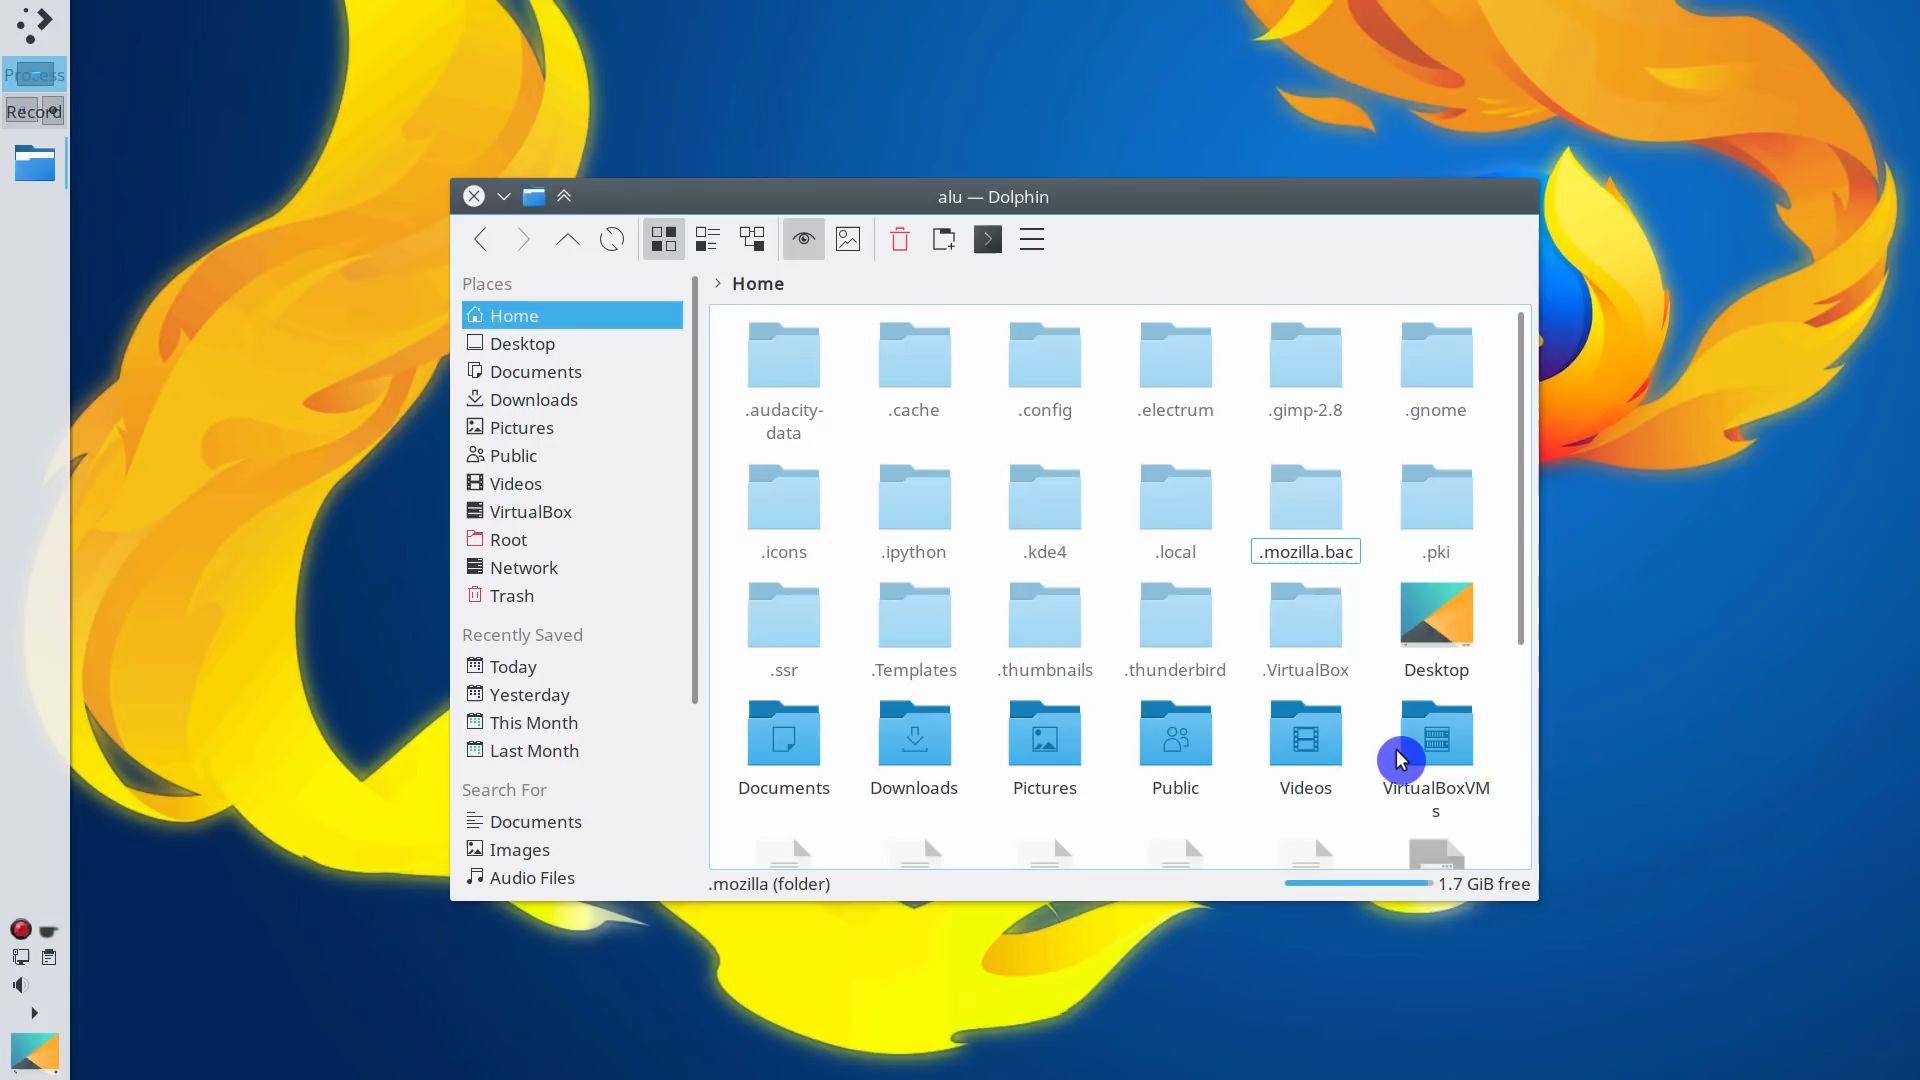 Process
Record
alu — Dolphin
Places
Home
Desktop
Documents
Downloads
Pictures
Public
Videos
VirtualBox
Root
Network
Trash
Recently Saved
Today
Yesterday
This Month
Last Month
Search For
Documents
Images
Audio Files
Home
.audacity-
data
.cache
.config
.electrum
.gimp-2.8
.gnome
.icons
.ipython
.kde4
.local
.mozilla.bac
.pki
.ssr
.Templates
.thumbnails
.thunderbird
.VirtualBox
Desktop
Documents
Downloads
Pictures
Public
Videos
VirtualBoxVM
s
.mozilla (folder)
1.7 GiB free